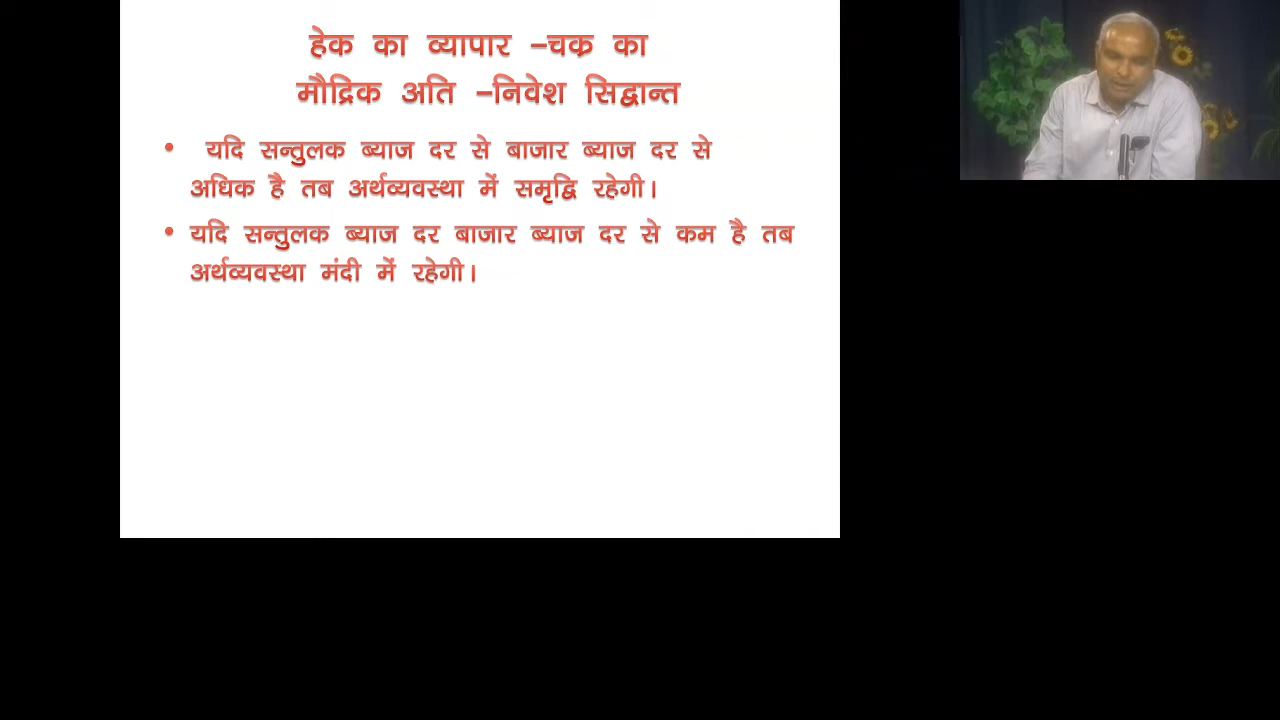 हेक का व्यापार –चक्र का
मौद्रिक अति –निवेश सिद्वान्त
• यदि सन्तुलक ब्याज दर से बाजार ब्याज दर से
अधिक है तब अर्थव्यवस्था में समृद्वि रहेगी।
• यदि सन्तुलक ब्याज दर बाजार ब्याज दर से कम है तब
अर्थव्यवस्था मंदी में रहेगी।